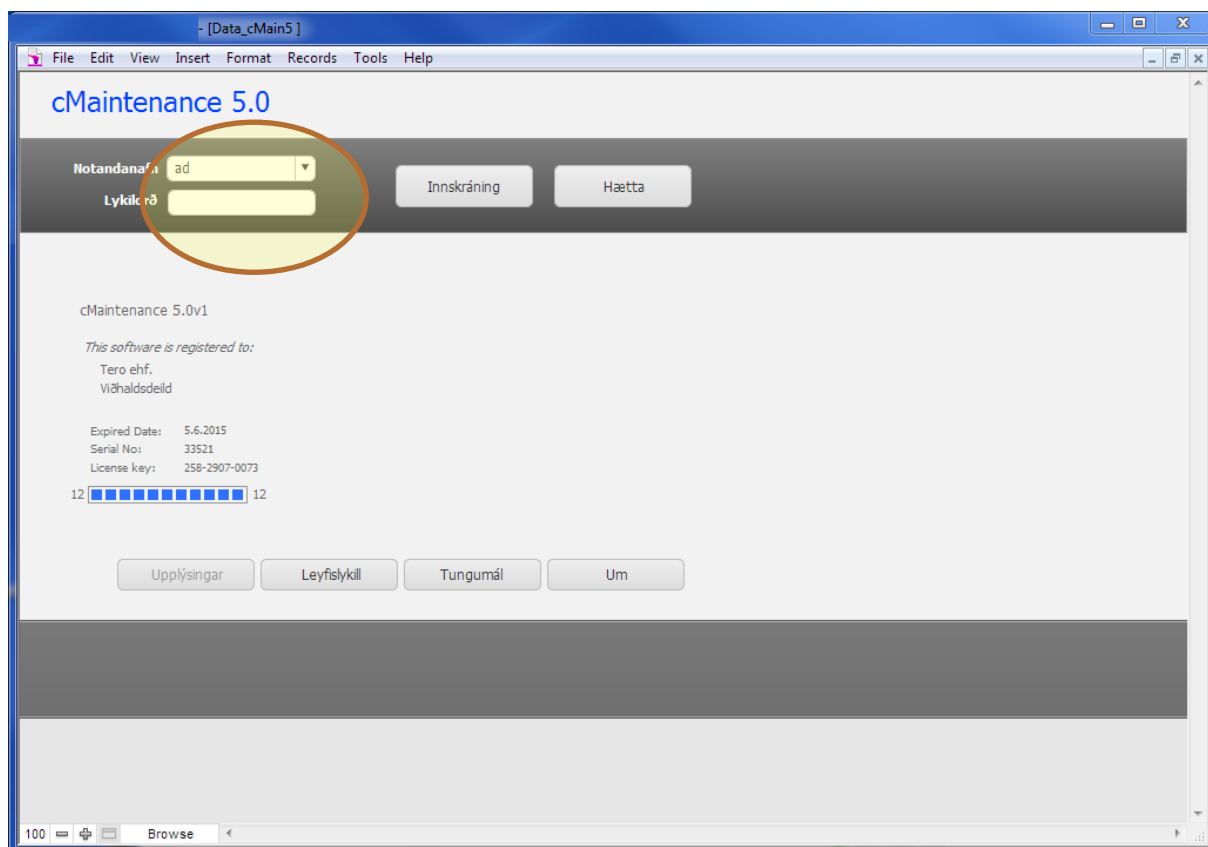 - [Data_cMain5 ]
File Edit View Insert Format Records Tools Help
cMaintenance 5.0
Notandanafn ad
Lykilorð
Innskráning Hætta
cMaintenance 5.0v1
This software is registered to:
Tero ehf.
Viðhaldsdeild
Expired Date: 5.6.2015
Serial No: 33521
License key: 258-2907-0073
12 12
Upplýsingar Leyfislykill Tungumál Um
100 Browse